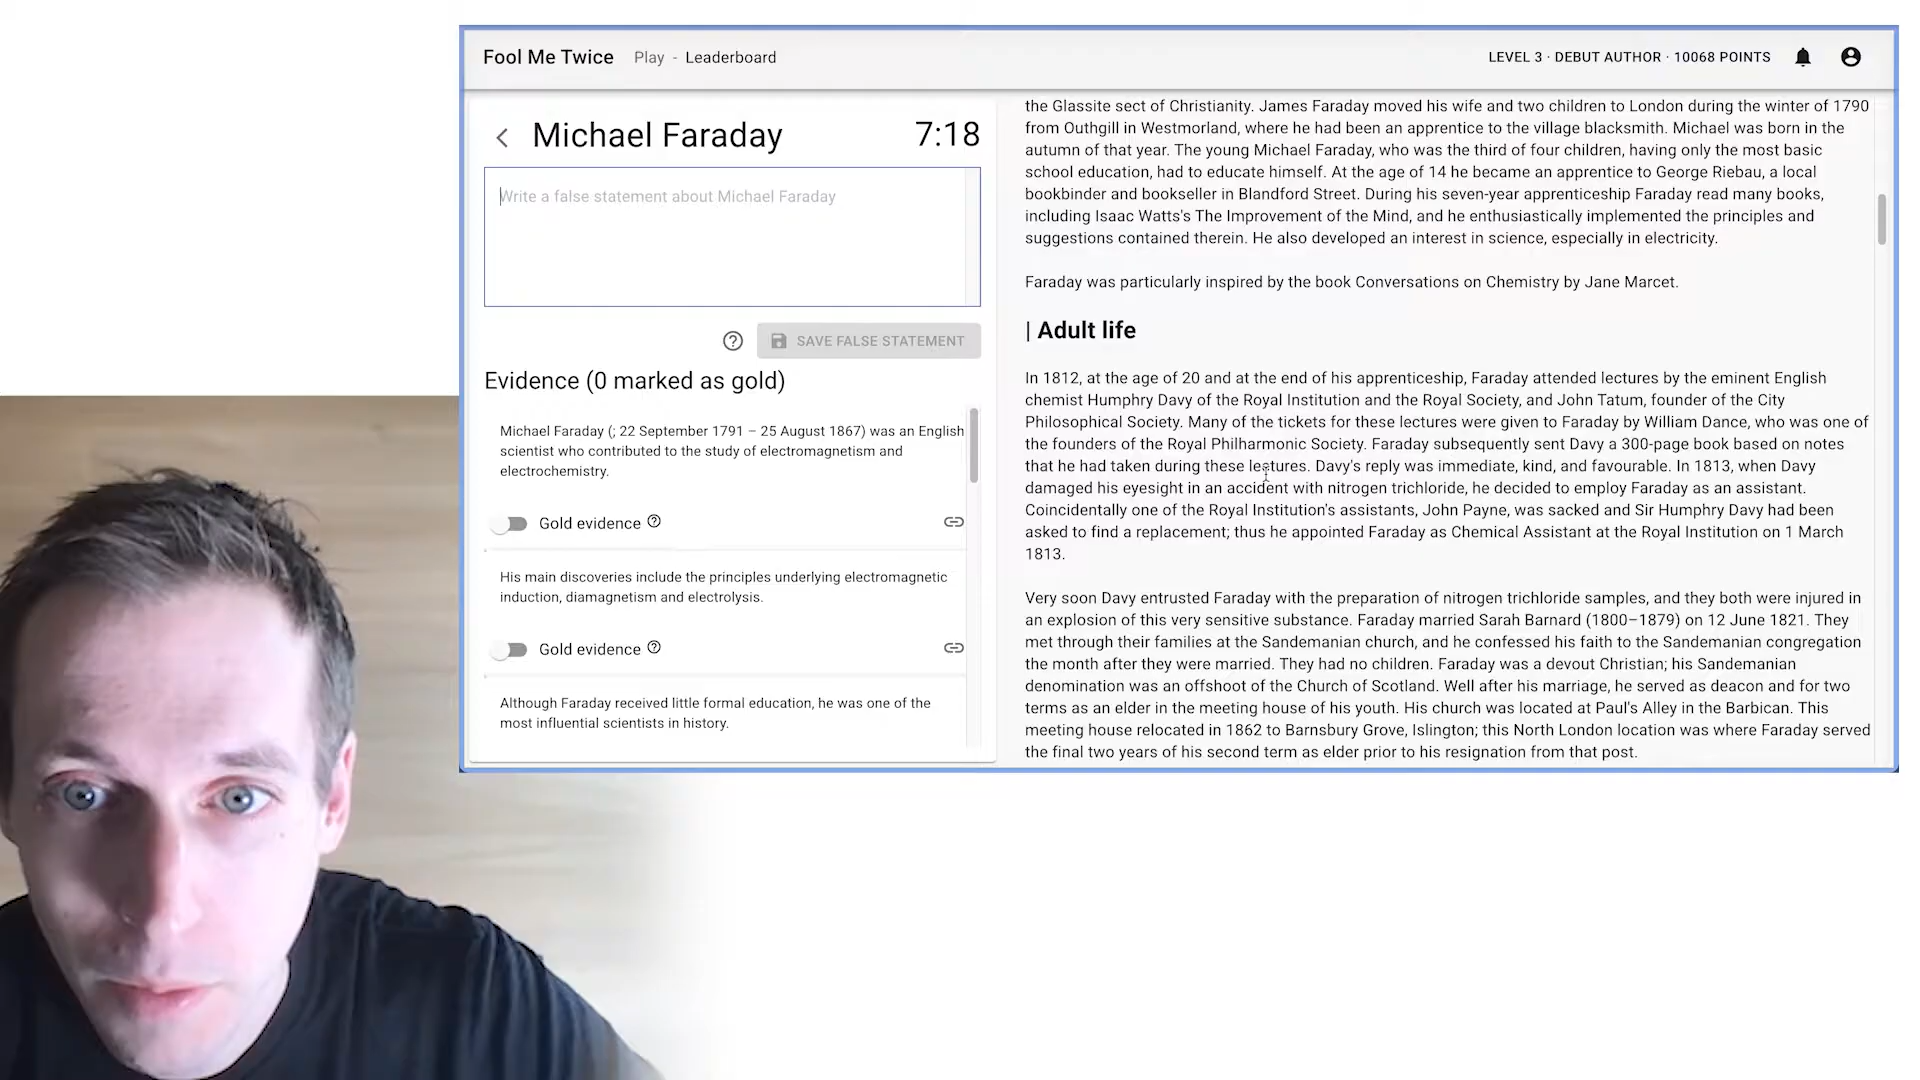 Fool Me Twice Play - Leaderboard LEVEL 3 · DEBUT AUTHOR · 10068 POINTS
Michael Faraday 7:18
Write a false statement about Michael Faraday
SAVE FALSE STATEMENT
Evidence (0 marked as gold)
Michael Faraday (; 22 September 1791 – 25 August 1867) was an English
scientist who contributed to the study of electromagnetism and
electrochemistry.
Gold evidence
His main discoveries include the principles underlying electromagnetic
induction, diamagnetism and electrolysis.
Gold evidence
Although Faraday received little formal education, he was one of the
most influential scientists in history.
the Glassite sect of Christianity. James Faraday moved his wife and two children to London during the winter of 1790
from Outhgill in Westmorland, where he had been an apprentice to the village blacksmith. Michael was born in the
autumn of that year. The young Michael Faraday, who was the third of four children, having only the most basic
school education, had to educate himself. At the age of 14 he became an apprentice to George Riebau, a local
bookbinder and bookseller in Blandford Street. During his seven-year apprenticeship Faraday read many books,
including Isaac Watts's The Improvement of the Mind, and he enthusiastically implemented the principles and
suggestions contained therein. He also developed an interest in science, especially in electricity.
Faraday was particularly inspired by the book Conversations on Chemistry by Jane Marcet.
| Adult life
In 1812, at the age of 20 and at the end of his apprenticeship, Faraday attended lectures by the eminent English
chemist Humphry Davy of the Royal Institution and the Royal Society, and John Tatum, founder of the City
Philosophical Society. Many of the tickets for these lectures were given to Faraday by William Dance, who was one of
the founders of the Royal Philharmonic Society. Faraday subsequently sent Davy a 300-page book based on notes
that he had taken during these lectures. Davy's reply was immediate, kind, and favourable. In 1813, when Davy
damaged his eyesight in an accident with nitrogen trichloride, he decided to employ Faraday as an assistant.
Coincidentally one of the Royal Institution's assistants, John Payne, was sacked and Sir Humphry Davy had been
asked to find a replacement; thus he appointed Faraday as Chemical Assistant at the Royal Institution on 1 March
1813.
Very soon Davy entrusted Faraday with the preparation of nitrogen trichloride samples, and they both were injured in
an explosion of this very sensitive substance. Faraday married Sarah Barnard (1800–1879) on 12 June 1821. They
met through their families at the Sandemanian church, and he confessed his faith to the Sandemanian congregation
the month after they were married. They had no children. Faraday was a devout Christian; his Sandemanian
denomination was an offshoot of the Church of Scotland. Well after his marriage, he served as deacon and for two
terms as an elder in the meeting house of his youth. His church was located at Paul's Alley in the Barbican. This
meeting house relocated in 1862 to Barnsbury Grove, Islington; this North London location was where Faraday served
the final two years of his second term as elder prior to his resignation from that post.